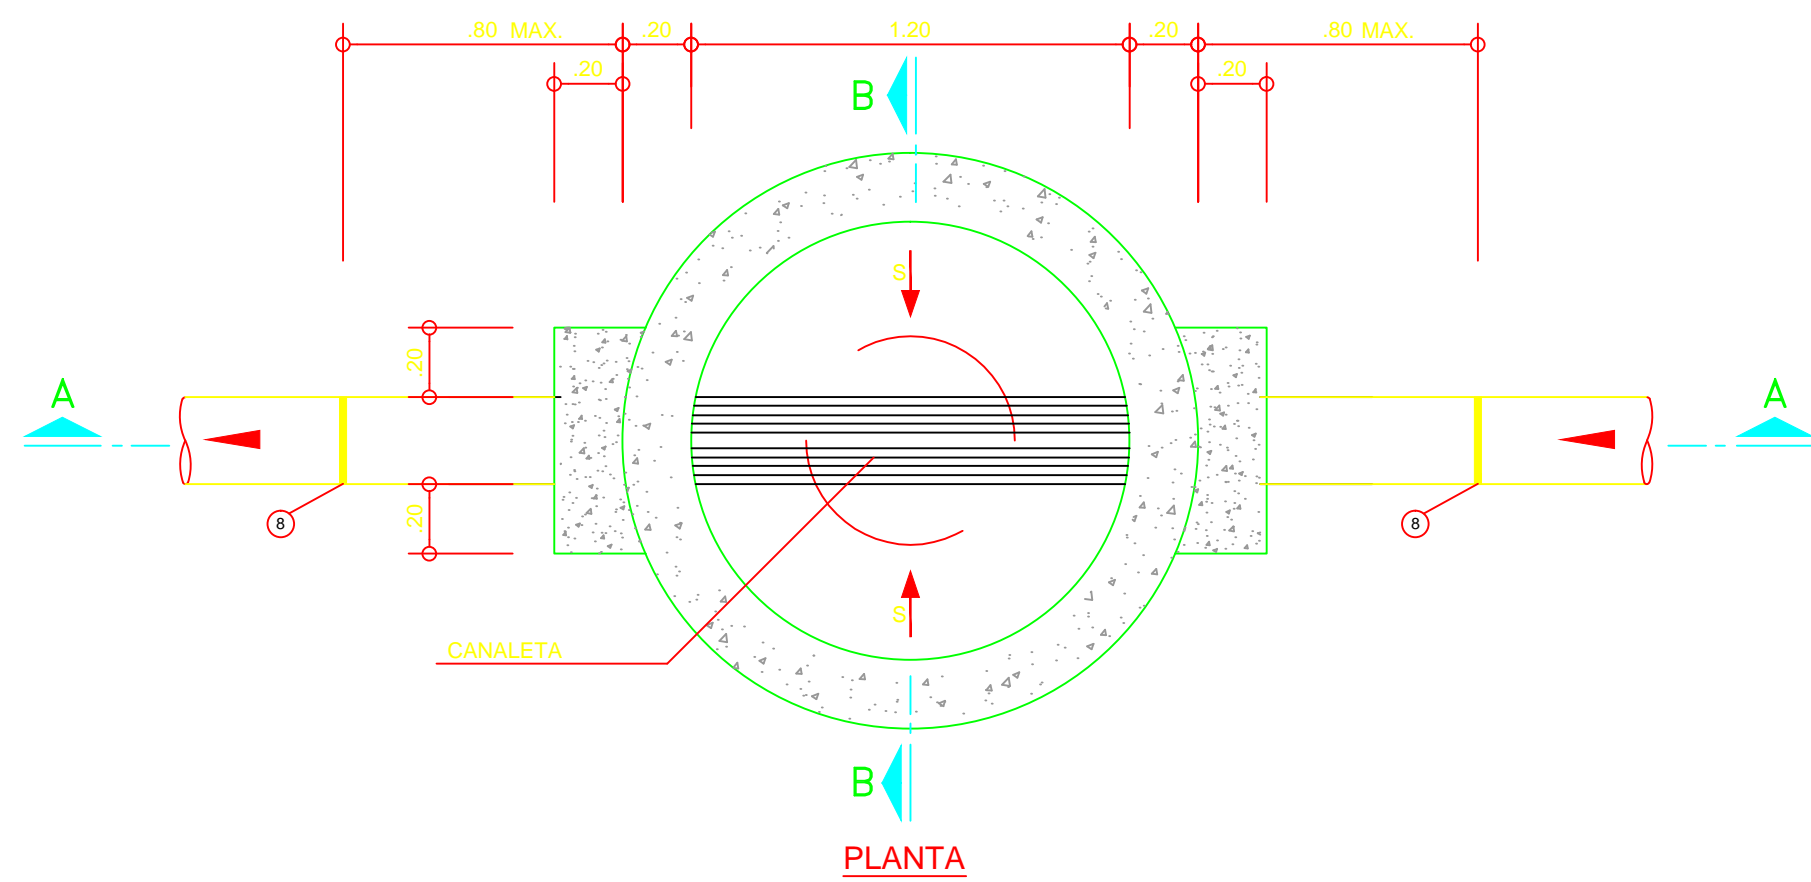 .80 MAX. .20 1.20 .20 .80 MAX.
.20 .20
B
S
.20
A A
8 8
.20
S
CANALETA
B
PLANTA